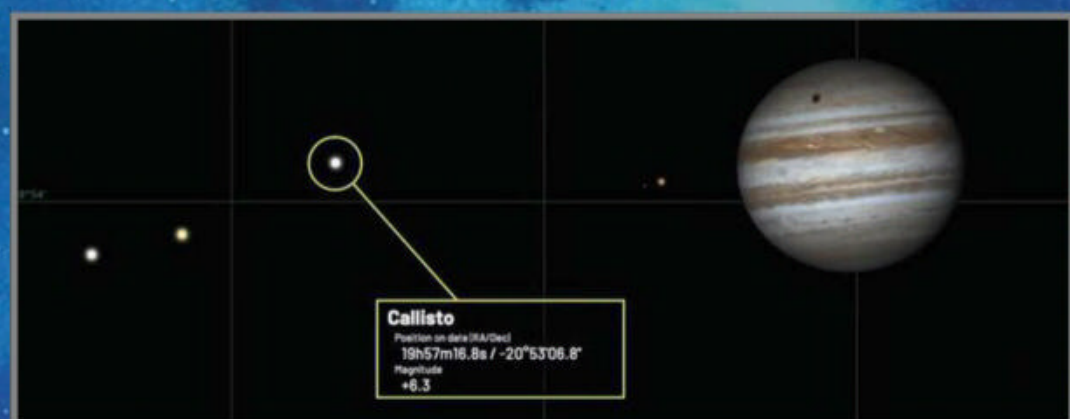 Callisto
Position on date (RA/Dec)
19h57m16.8s / -20°53'06.8"
Magnitude
+6.3